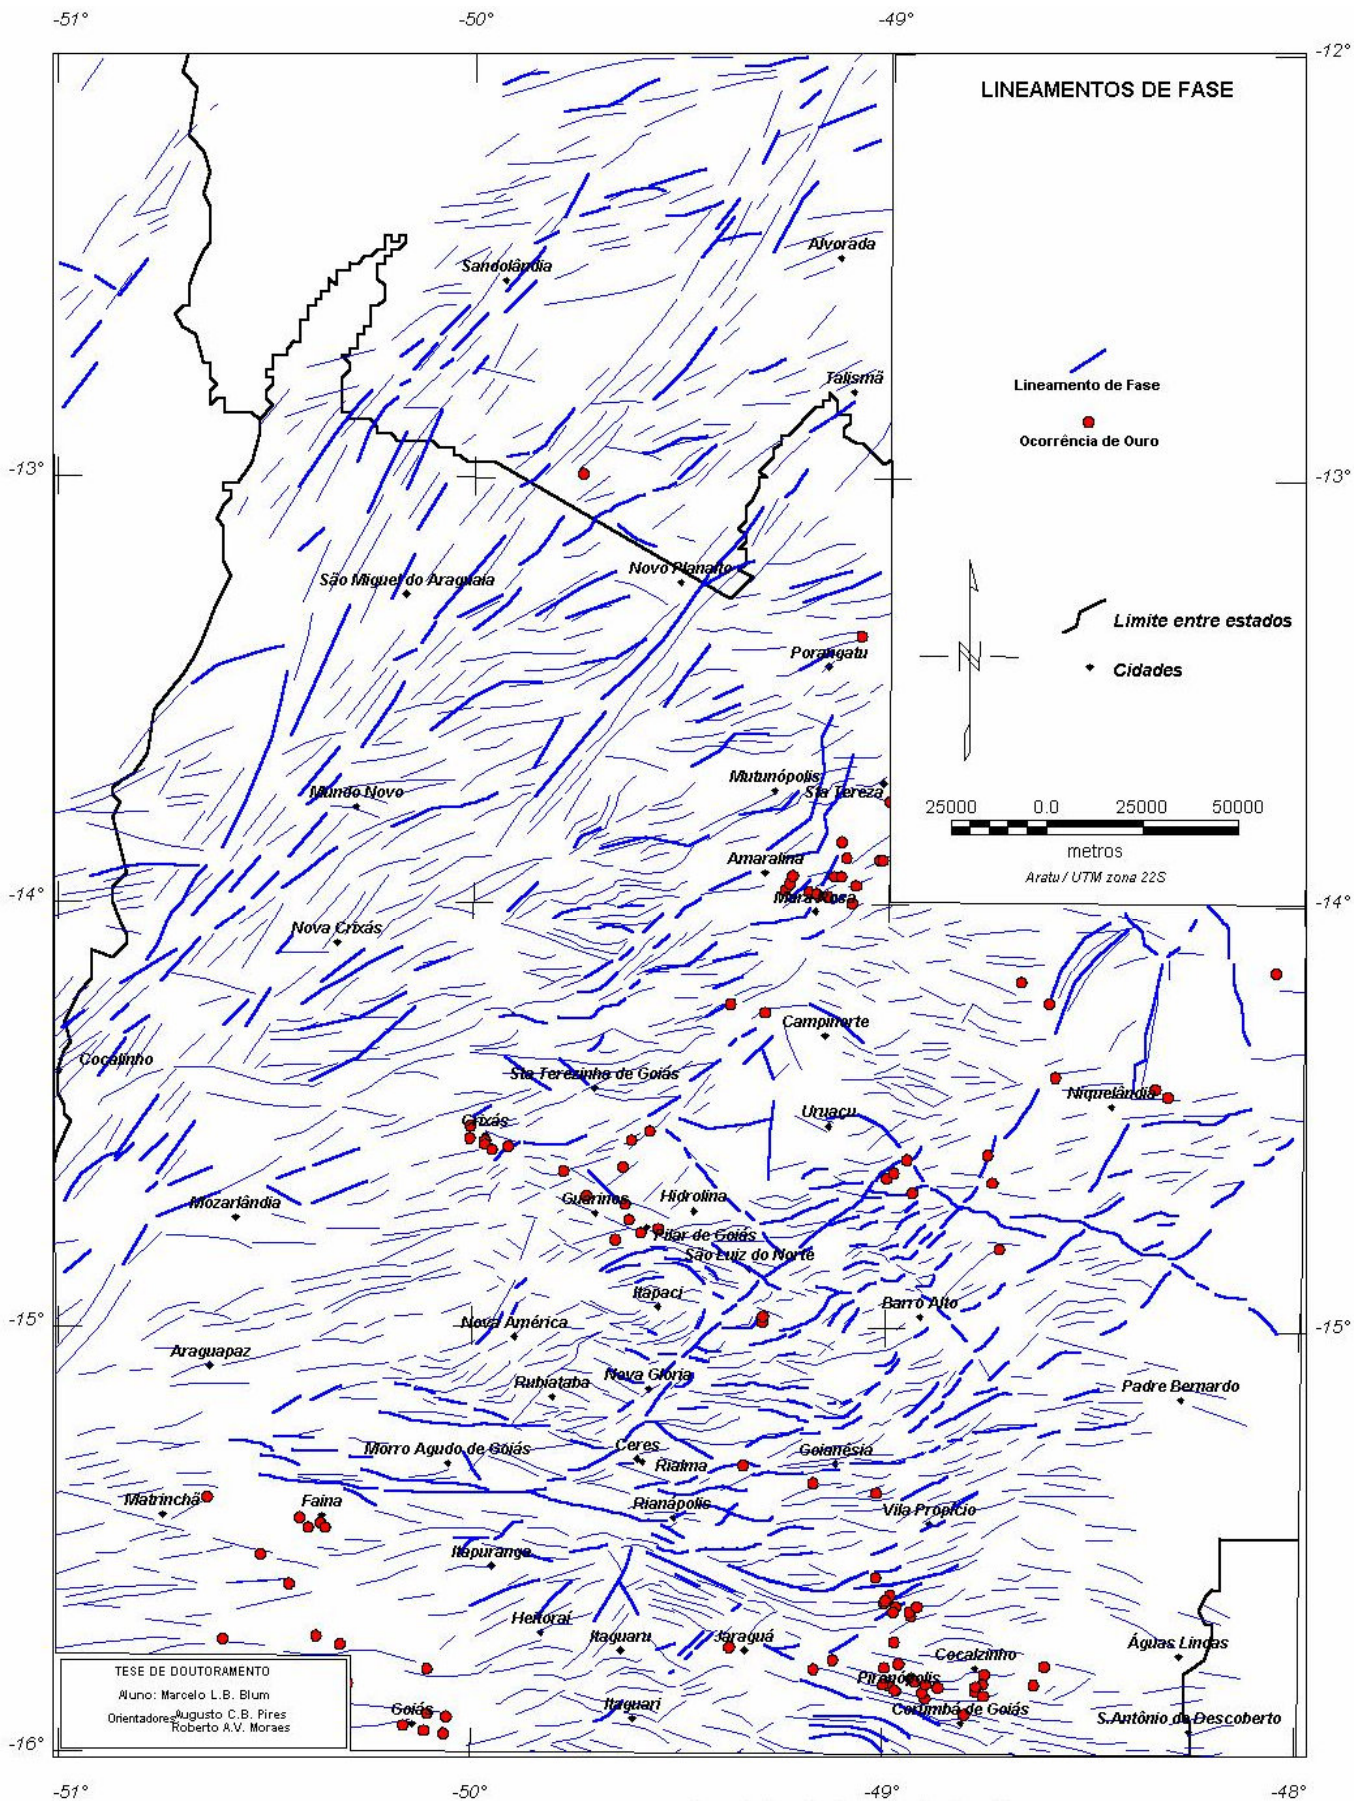 -51°
-50°
-49°
-12°
LINEAMENTOS DE FASE
Alvorada
Sandolândia
Talismã
Lineamento de Fase
Ocorrência de Ouro
-13°
-13°
Novo Planalto
São Miguel do Araguaia
Limite entre estados
Porangatu
Cidades
Mutunópolis
Mundo Novo
Sta Tereza
25000
0.0
25000
50000
metros
Amaralina
Aratu / UTM zona 22S
Mara Rosa
-14°
-14°
Nova Crixás
Campinorte
Cocalinho
Sta Terezinha de Goiás
Niquelândia
Crixás
Uruaçu
Mozarlândia
Guarinos
Hidrolina
Pilar de Goiás
São Luiz do Norte
Itapaci
Barro Alto
Nova América
-15°
-15°
Araguapaz
Rubiataba
Nova Glória
Padre Bernardo
Morro Agudo de Goiás
Ceres
Goianésia
Rialma
Matrinchã
Faina
Rianápolis
Vila Propício
Itapuranga
Heitoraí
Itaguaru
Jaraguá
Águas Lindas
Cocalzinho
TESE DE DOUTORAMENTO
Pirenópolis
Aluno: Marcelo L.B. Blum
Orientadores Augusto C.B. Pires
Roberto A.V. Moraes
Goiás
Itaguari
Corumbá de Goiás
S.Antônio do Descoberto
-16°
-51°
-50°
-49°
-48°